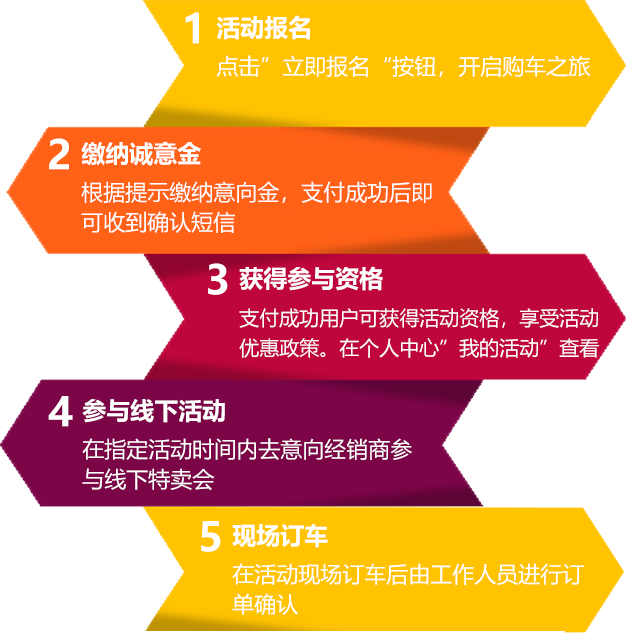 1 活动报名
点击”立即报名“按钮，开启购车之旅
2 缴纳诚意金
根据提示缴纳意向金，支付成功后即
可收到确认短信
3 获得参与资格
支付成功用户可获得活动资格，享受活动
优惠政策。在个人中心”我的活动”查看
4 参与线下活动
在指定活动时间内去意向经销商参
与线下特卖会
5 现场订车
在活动现场订车后由工作人员进行订
单确认